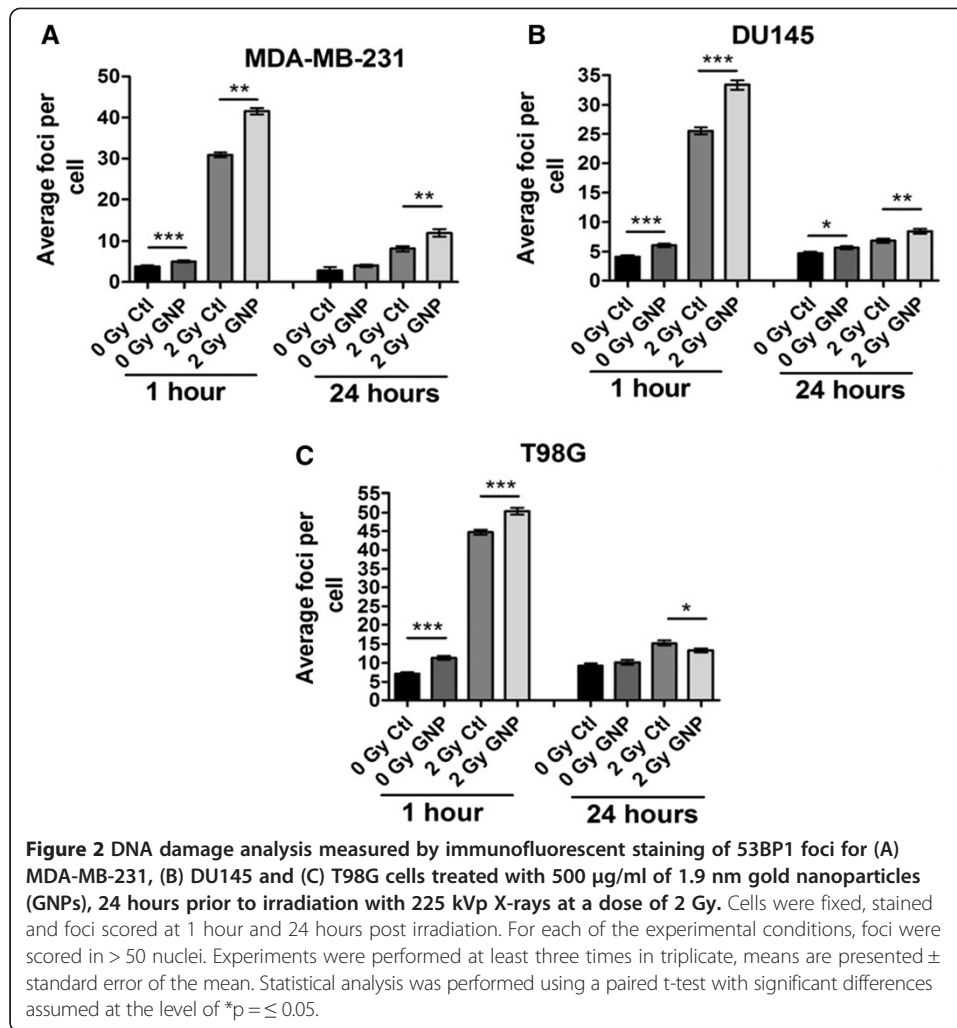 A
MDA-MB-231
Average foci per
cell
50
40
30
20
10
0
***
**
**
0 Gy Ctl
0 Gy GNP
2 Gy Ctl
2 Gy GNP
0 Gy Ctl
0 Gy GNP
2 Gy Ctl
2 Gy GNP
1 hour
24 hours
B
DU145
Average foci per
cell
35
30
25
20
15
10
5
0
***
***
*
**
0 Gy Ctl
0 Gy GNP
2 Gy Ctl
2 Gy GNP
0 Gy Ctl
0 Gy GNP
2 Gy Ctl
2 Gy GNP
1 hour
24 hours
C
T98G
Average foci per
cell
55
50
45
40
35
30
25
20
15
10
5
0
***
***
*
0 Gy Ctl
0 Gy GNP
2 Gy Ctl
2 Gy GNP
0 Gy Ctl
0 Gy GNP
2 Gy Ctl
2 Gy GNP
1 hour
24 hours
Figure 2 DNA damage analysis measured by immunofluorescent staining of 53BP1 foci for (A)
MDA-MB-231, (B) DU145 and (C) T98G cells treated with 500 μg/ml of 1.9 nm gold nanoparticles
(GNPs), 24 hours prior to irradiation with 225 kVp X-rays at a dose of 2 Gy. Cells were fixed, stained
and foci scored at 1 hour and 24 hours post irradiation. For each of the experimental conditions, foci were
scored in > 50 nuclei. Experiments were performed at least three times in triplicate, means are presented ±
standard error of the mean. Statistical analysis was performed using a paired t-test with significant differences
assumed at the level of *p = ≤ 0.05.